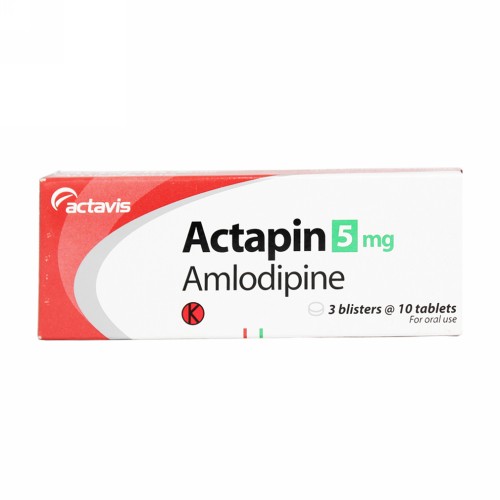 actavis
Actapin 5 mg
Amlodipine
K
3 blisters @ 10 tablets
For oral use